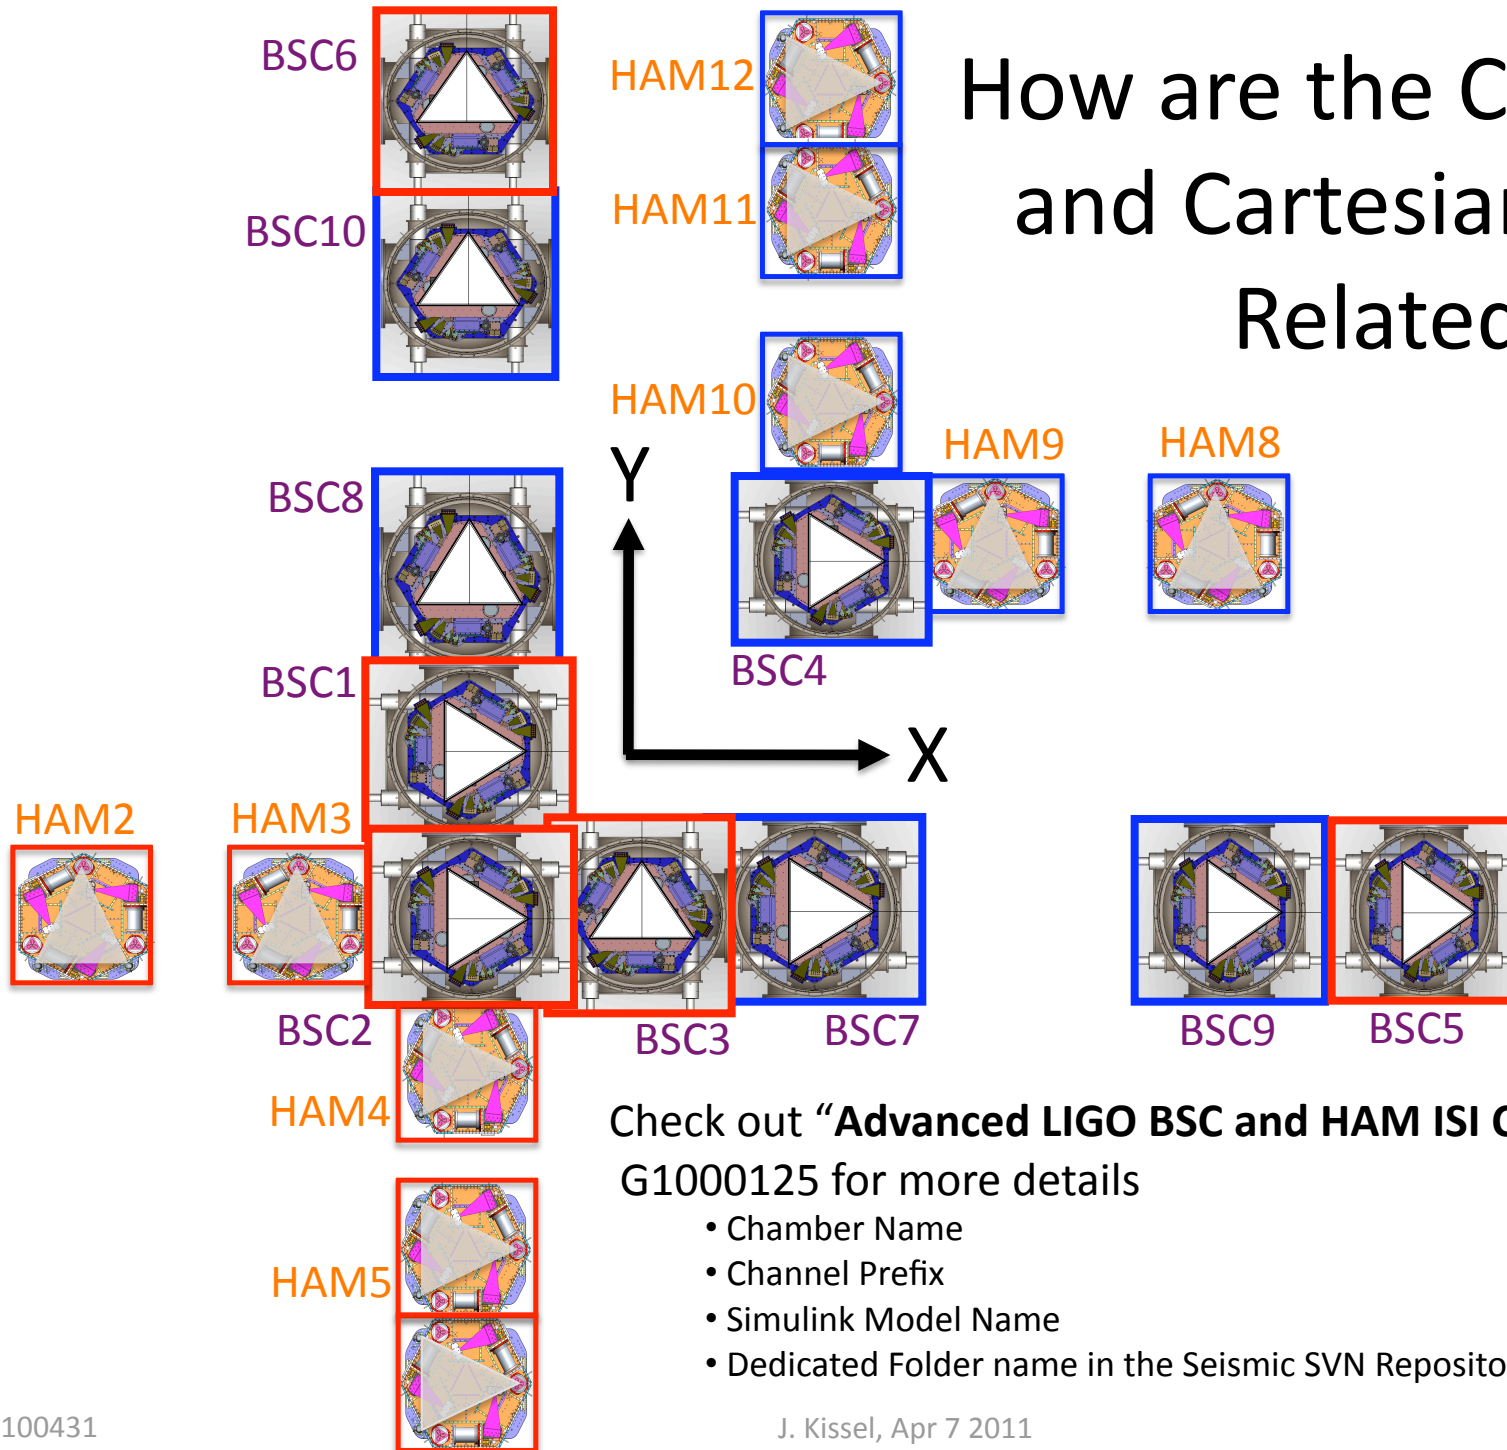 How are the C
and Cartesian
Related
BSC6
HAM12
HAM11
BSC10
HAM10
HAM9
HAM8
BSC8
Y
BSC4
BSC1
X
HAM2
HAM3
BSC2
BSC3
BSC7
BSC9
BSC5
HAM4
Check out “Advanced LIGO BSC and HAM ISI
G1000125 for more details
• Chamber Name
• Channel Prefix
• Simulink Model Name
HAM5
• Dedicated Folder name in the Seismic SVN Reposito
100431
J. Kissel, Apr 7 2011